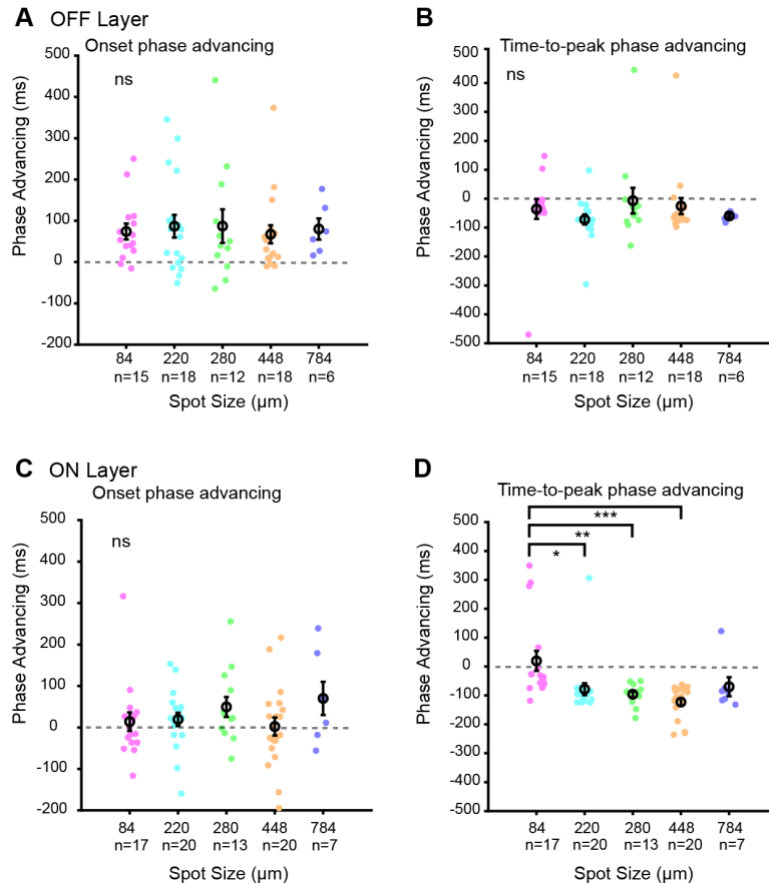 A OFF Layer
Onset phase advancing
Phase Advancing (ms)
500
400
300
200
100
0
-100
-200
ns
84 220 280 448 784
n=15 n=18 n=12 n=18 n=6
Spot Size (µm)
B
Time-to-peak phase advancing
Phase Advancing (ms)
500
400
300
200
100
0
-100
-200
-300
-400
-500
ns
84 220 280 448 784
n=15 n=18 n=12 n=18 n=6
Spot Size (µm)
C ON Layer
Onset phase advancing
Phase Advancing (ms)
500
400
300
200
100
0
-100
-200
ns
84 220 280 448 784
n=17 n=20 n=13 n=20 n=7
Spot Size (µm)
D
Time-to-peak phase advancing
Phase Advancing (ms)
500
400
300
200
100
0
-100
-200
-300
-400
-500
***
**
*
84 220 280 448 784
n=17 n=20 n=13 n=20 n=7
Spot Size (µm)